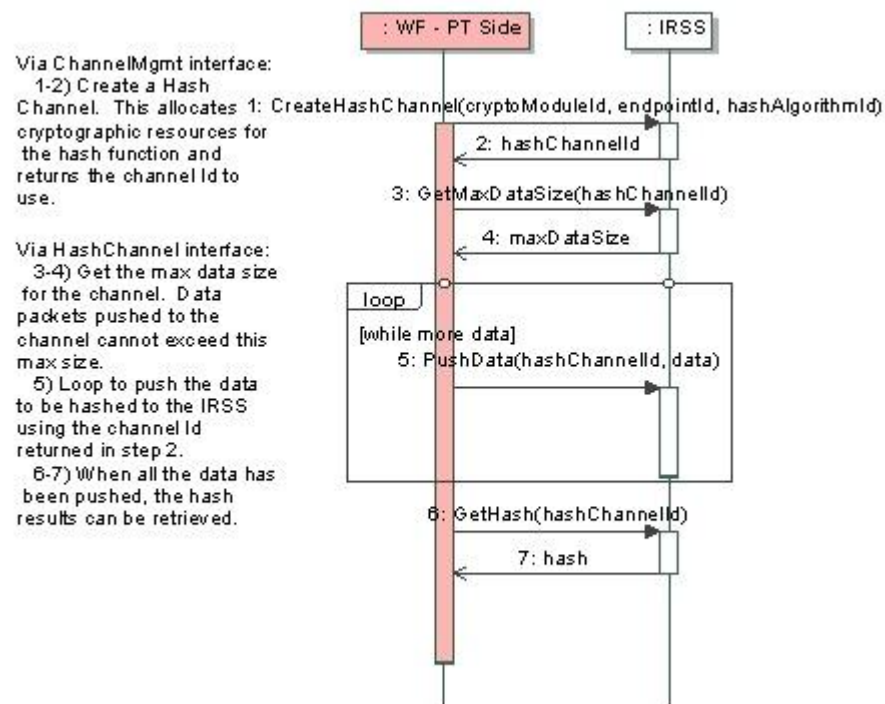 : WF - PT Side
: IRSS
Via ChannelMgmt interface:
1-2) Create a Hash
Channel. This allocates
cryptographic resources for
the hash function and
returns the channel Id to
use.
1: CreateHashChannel(cryptoModuleId, endpointId, hashAlgorithmId)
2: hashChannelId
3: GetMaxDataSize(hashChannelId)
4: maxDataSize
Via HashChannel interface:
3-4) Get the max data size
for the channel. Data
packets pushed to the
channel cannot exceed this
max size.
5) Loop to push the data
to be hashed to the IRSS
using the channel Id
returned in step 2.
6-7) When all the data has
been pushed, the hash
results can be retrieved.
loop
[while more data]
5: PushData(hashChannelId, data)
6: GetHash(hashChannelId)
7: hash